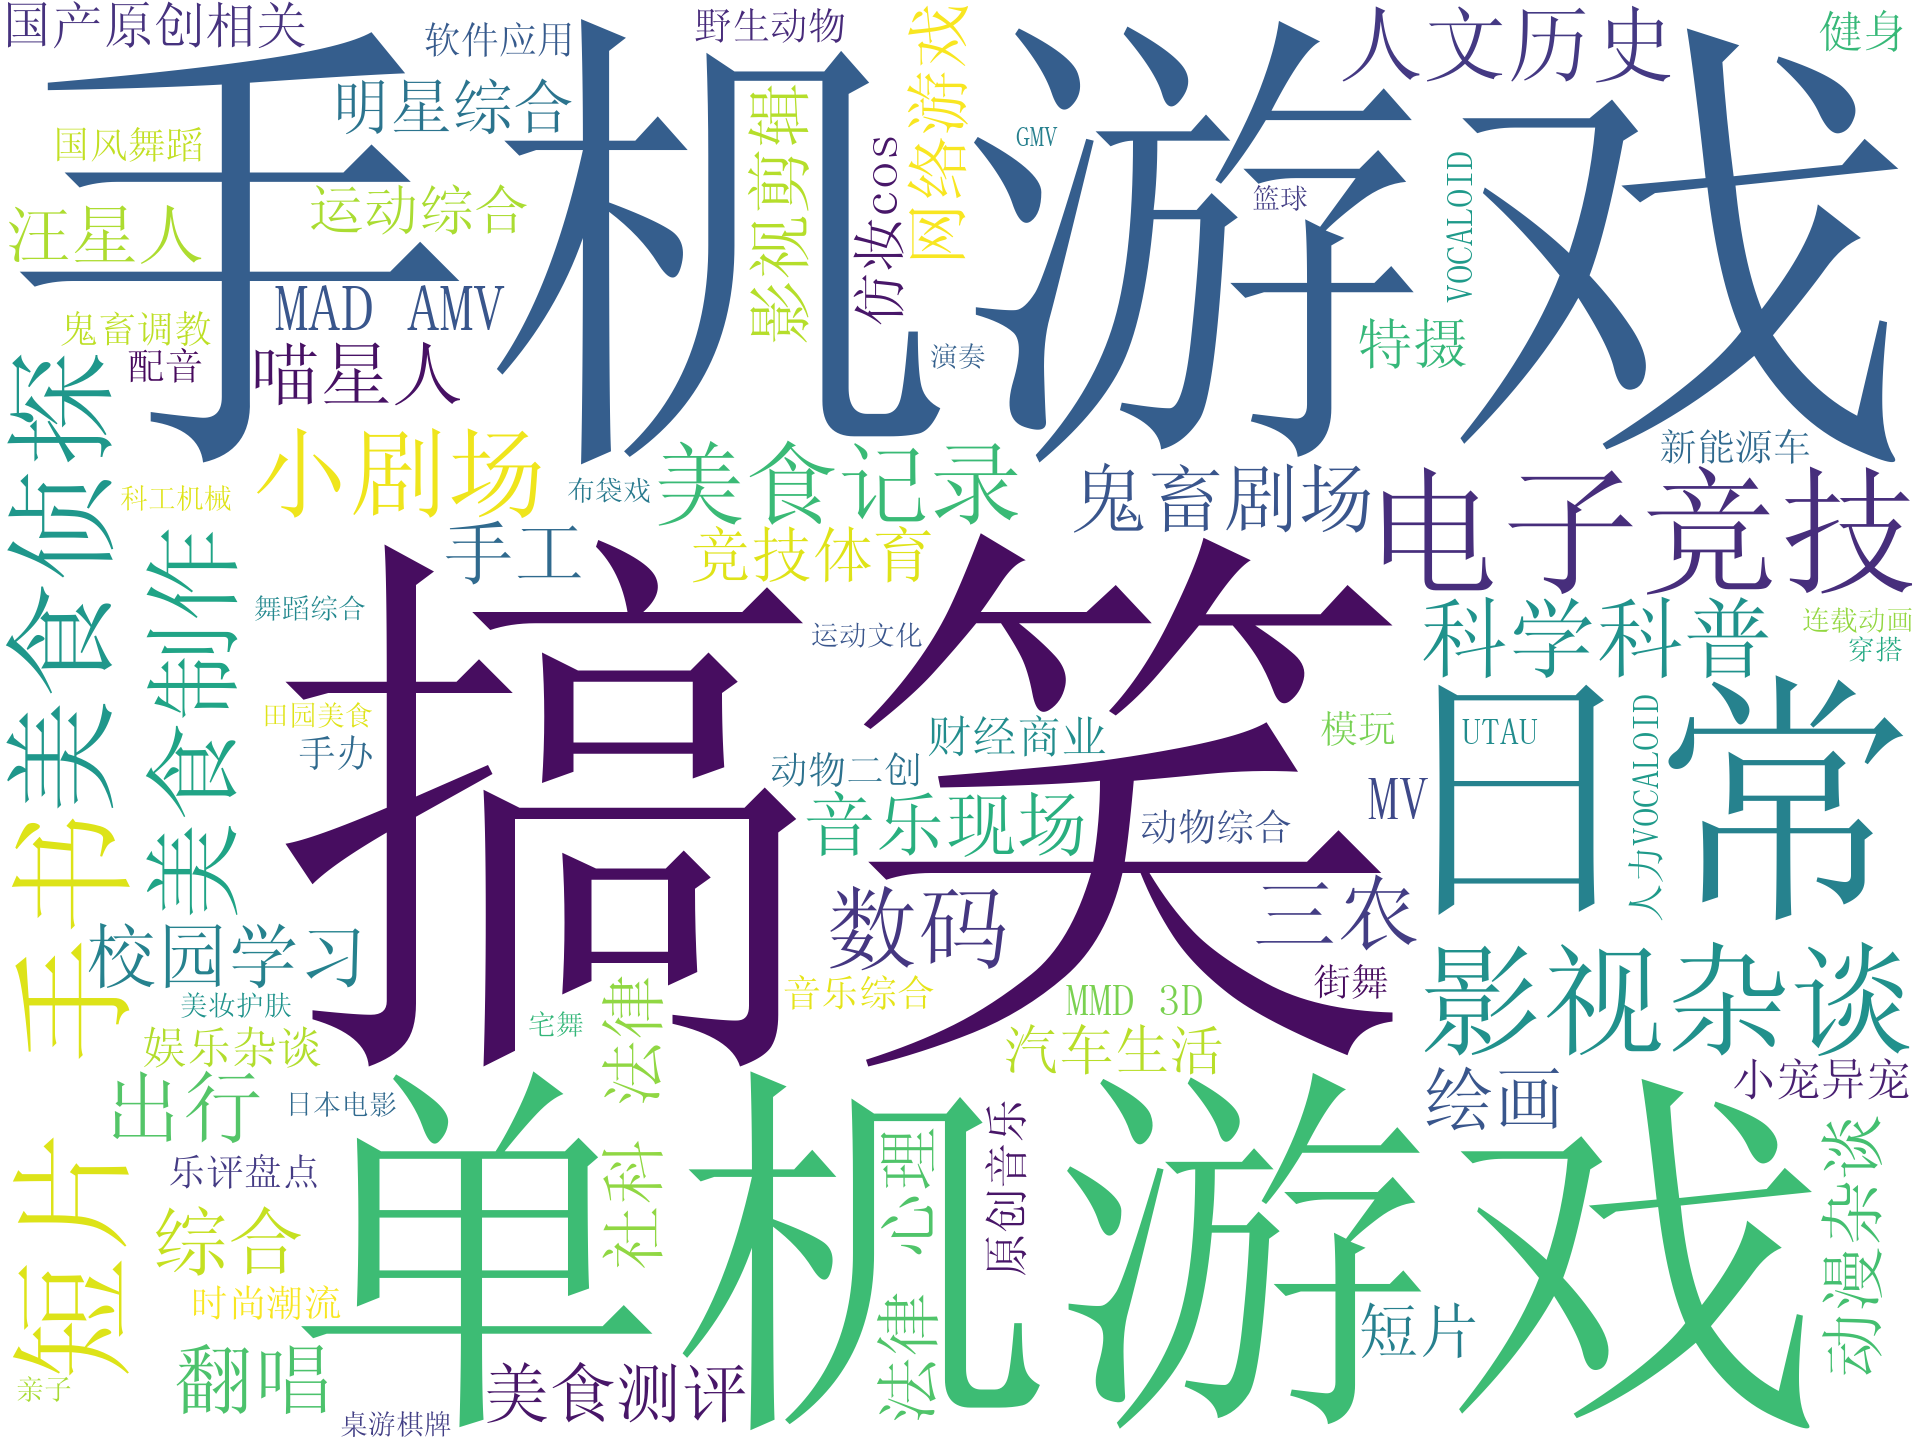 国产原创相关
软件应用
野生动物
网络游戏
人文历史
健身
手机游戏
明星综合
影视剪辑
仿妆cos
GMV
国风舞蹈
运动综合
汪星人
篮球
VOCALOID
MAD AMV
鬼畜调教
配音
喵星人
演奏
特摄
美食侦探
小剧场
美食记录
鬼畜剧场
新能源车
电子竞技
科工机械
布袋戏
手工
竞技体育
美食制作
搞笑
舞蹈综合
运动文化
科学科普
连载动画
穿搭
日常
田园美食
手办
财经商业
模玩
UTAU
人力VOCALOID
动物二创
音乐现场
动物综合
MV
手书
数码
三农
校园学习
影视杂谈
美妆护肤
音乐综合
街舞
MMD 3D
宅舞
社科 法律
娱乐杂谈
汽车生活
绘画
小宠异宠
出行
日本电影
单机游戏
法律 心理
原创音乐
动漫杂谈
短片
乐评盘点
综合
时尚潮流
短片
翻唱
美食测评
亲子
桌游棋牌